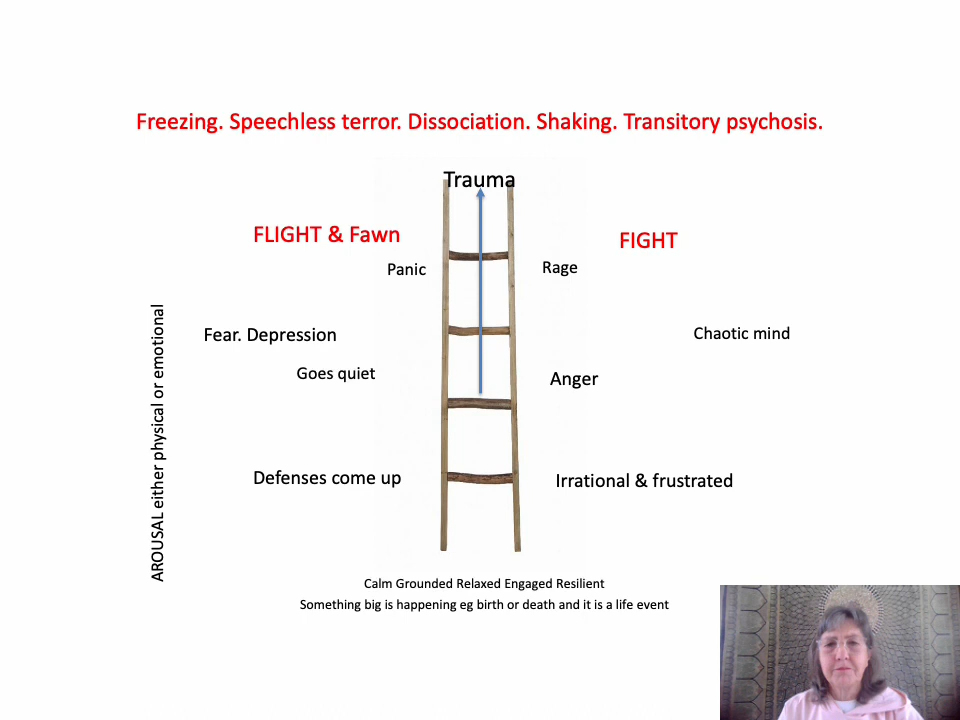 Freezing. Speechless terror. Dissociation. Shaking. Transitory psychosis.
Trauma
FLIGHT & Fawn
FIGHT
Panic
Rage
Fear. Depression
Chaotic mind
Goes quiet
Anger
Defenses come up
Irrational & frustrated
AROUSAL either physical or emotional
Calm Grounded Relaxed Engaged Resilient
Something big is happening eg birth or death and it is a life event